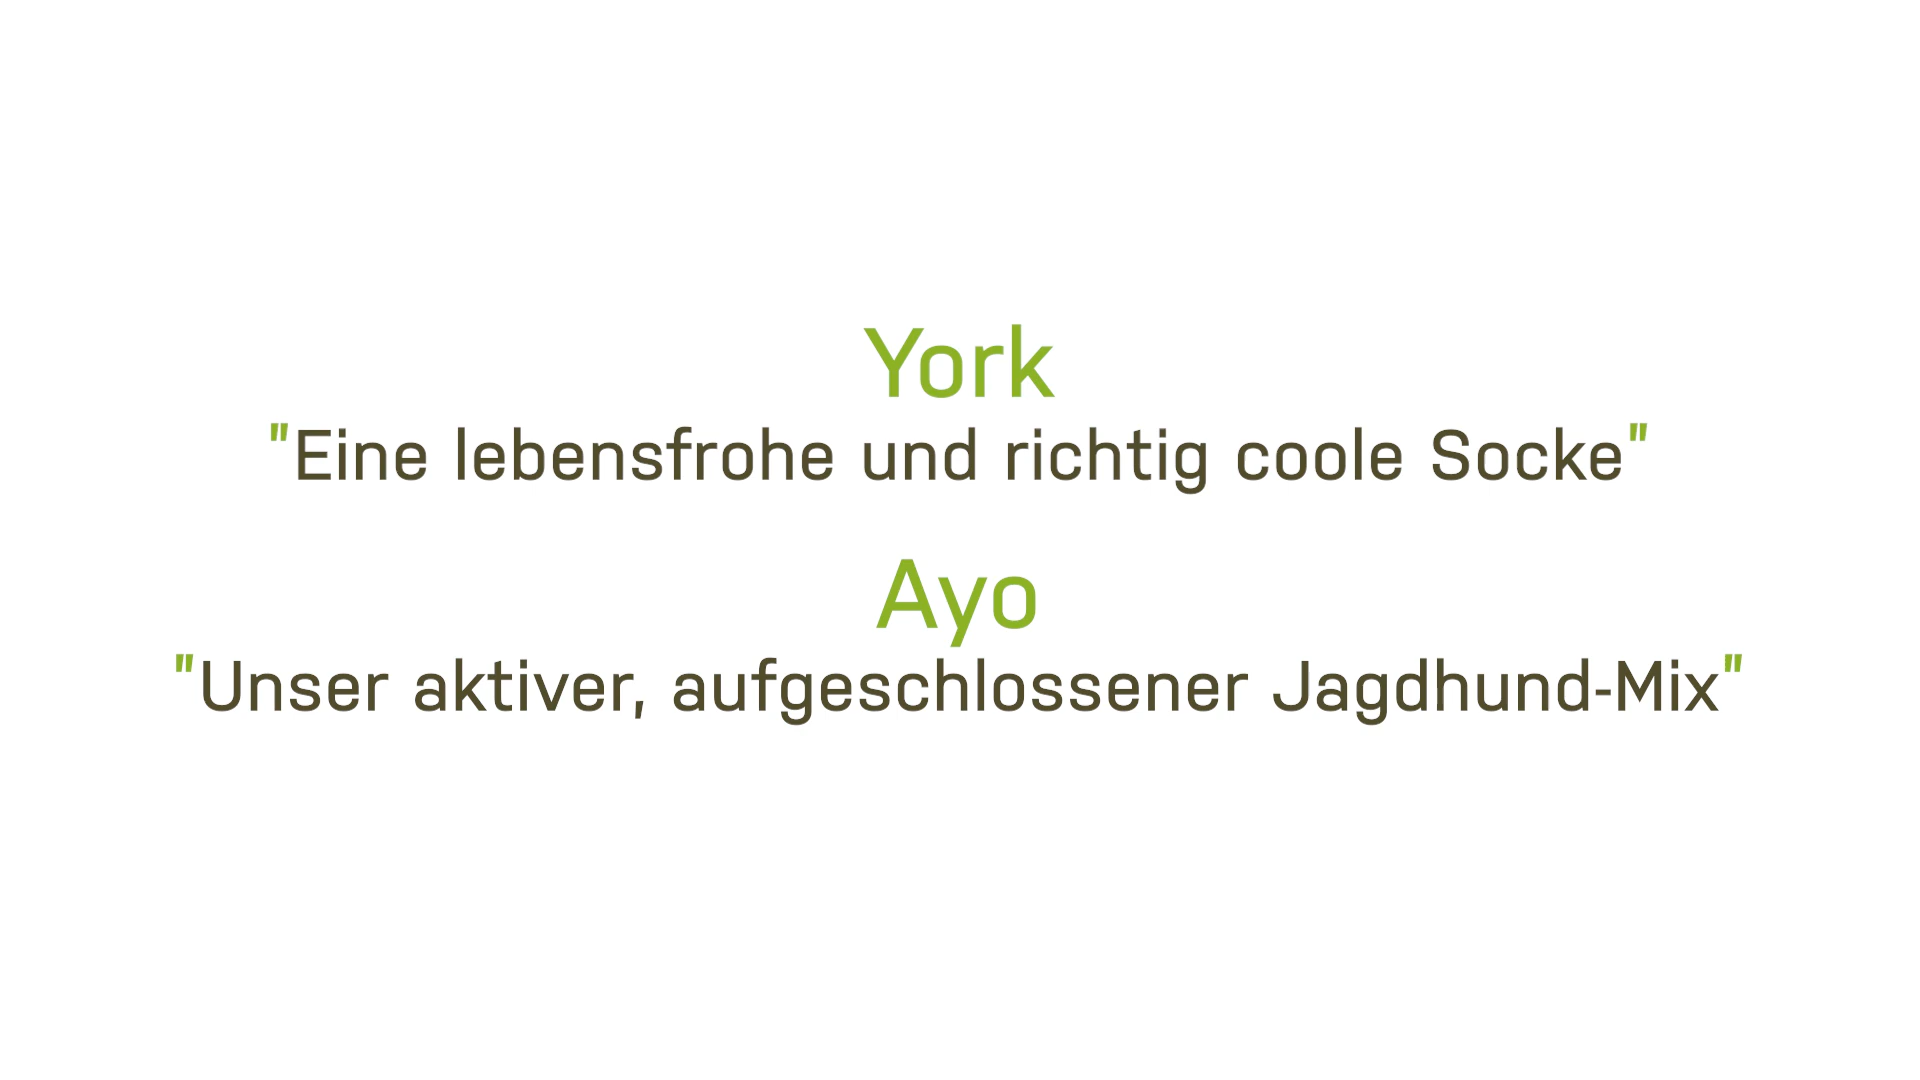 York
"Eine lebensfrohe und richtig coole Socke"
Ayo
"Unser aktiver, aufgeschlossener Jagdhund-Mix"